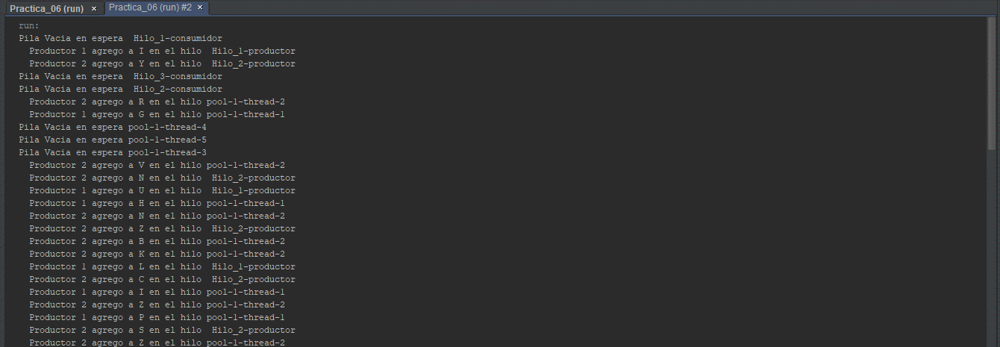 Practica_06 (run) × Practica_06 (run) #2 ×
run:
Pila Vacia en espera  Hilo_1-consumidor
  Productor 1 agrego a I en el hilo  Hilo_1-productor
  Productor 2 agrego a Y en el hilo  Hilo_2-productor
Pila Vacia en espera  Hilo_3-consumidor
Pila Vacia en espera  Hilo_2-consumidor
  Productor 2 agrego a R en el hilo pool-1-thread-2
  Productor 1 agrego a G en el hilo pool-1-thread-1
Pila Vacia en espera pool-1-thread-4
Pila Vacia en espera pool-1-thread-5
Pila Vacia en espera pool-1-thread-3
  Productor 2 agrego a V en el hilo pool-1-thread-2
  Productor 2 agrego a N en el hilo  Hilo_2-productor
  Productor 1 agrego a U en el hilo  Hilo_1-productor
  Productor 1 agrego a H en el hilo pool-1-thread-1
  Productor 2 agrego a N en el hilo pool-1-thread-2
  Productor 2 agrego a Z en el hilo  Hilo_2-productor
  Productor 2 agrego a B en el hilo pool-1-thread-2
  Productor 2 agrego a K en el hilo pool-1-thread-2
  Productor 1 agrego a L en el hilo  Hilo_1-productor
  Productor 2 agrego a C en el hilo  Hilo_2-productor
  Productor 1 agrego a I en el hilo pool-1-thread-1
  Productor 2 agrego a Z en el hilo pool-1-thread-2
  Productor 1 agrego a P en el hilo pool-1-thread-1
  Productor 2 agrego a S en el hilo  Hilo_2-productor
  Productor 2 agrego a Z en el hilo pool-1-thread-2